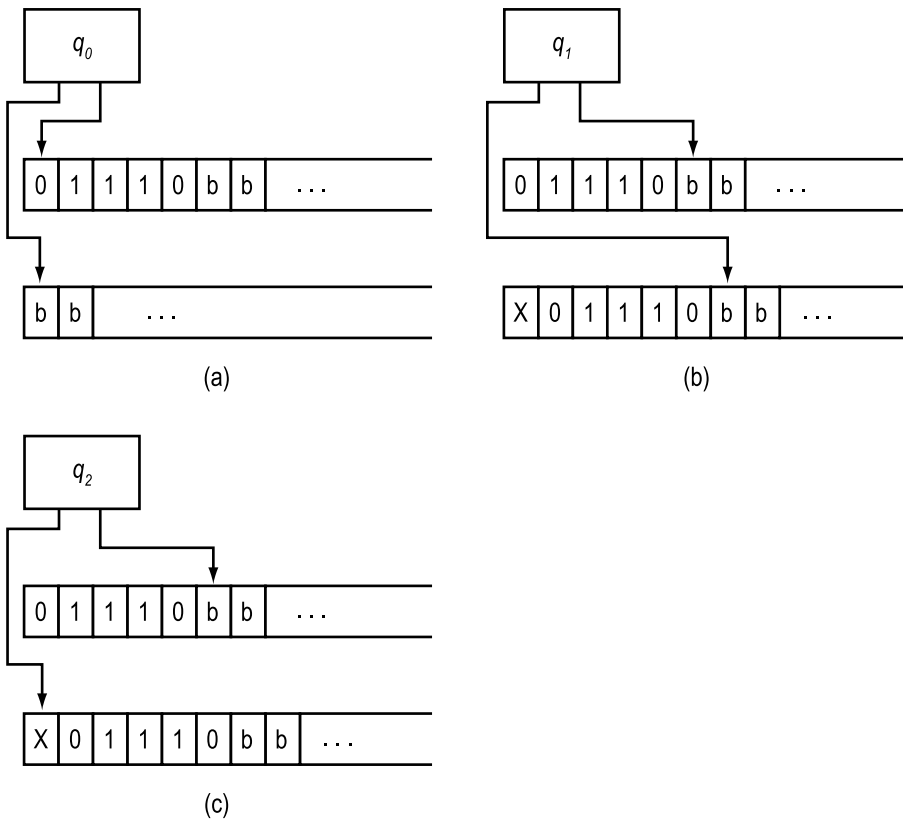 q0
q1
0 1 1 1 0 b b ...
0 1 1 1 0 b b ...
b b ...
X 0 1 1 1 0 b b ...
(a)
(b)
q2
0 1 1 1 0 b b ...
X 0 1 1 1 0 b b ...
(c)